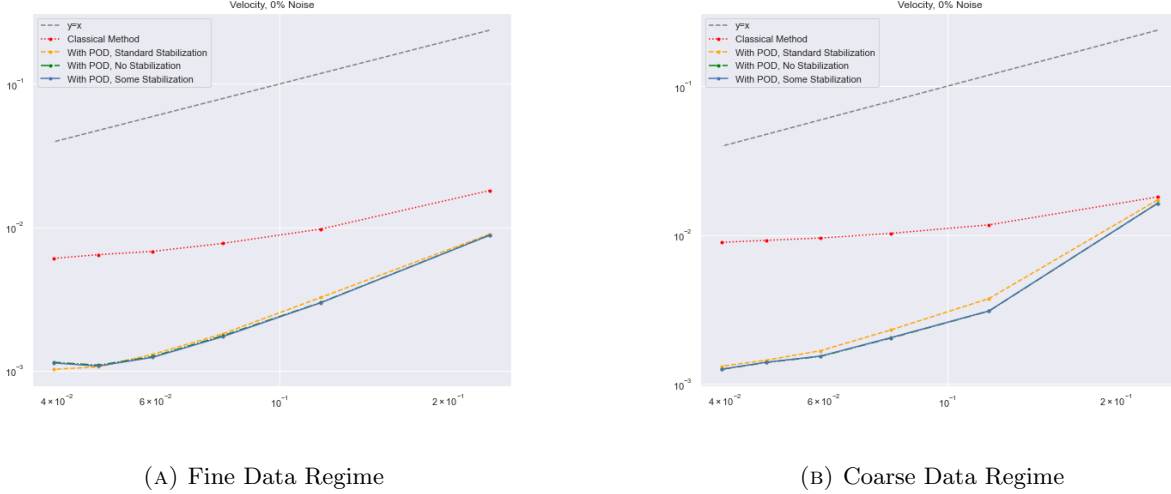 Velocity, 0% Noise
y=x
Classical Method
With POD, Standard Stabilization
With POD, No Stabilization
With POD, Some Stabilization
10⁻¹
10⁻²
10⁻³
4 × 10⁻²
6 × 10⁻²
10⁻¹
2 × 10⁻¹
(A) Fine Data Regime
Velocity, 0% Noise
y=x
Classical Method
With POD, Standard Stabilization
With POD, No Stabilization
With POD, Some Stabilization
10⁻¹
10⁻²
10⁻³
4 × 10⁻²
6 × 10⁻²
10⁻¹
2 × 10⁻¹
(B) Coarse Data Regime